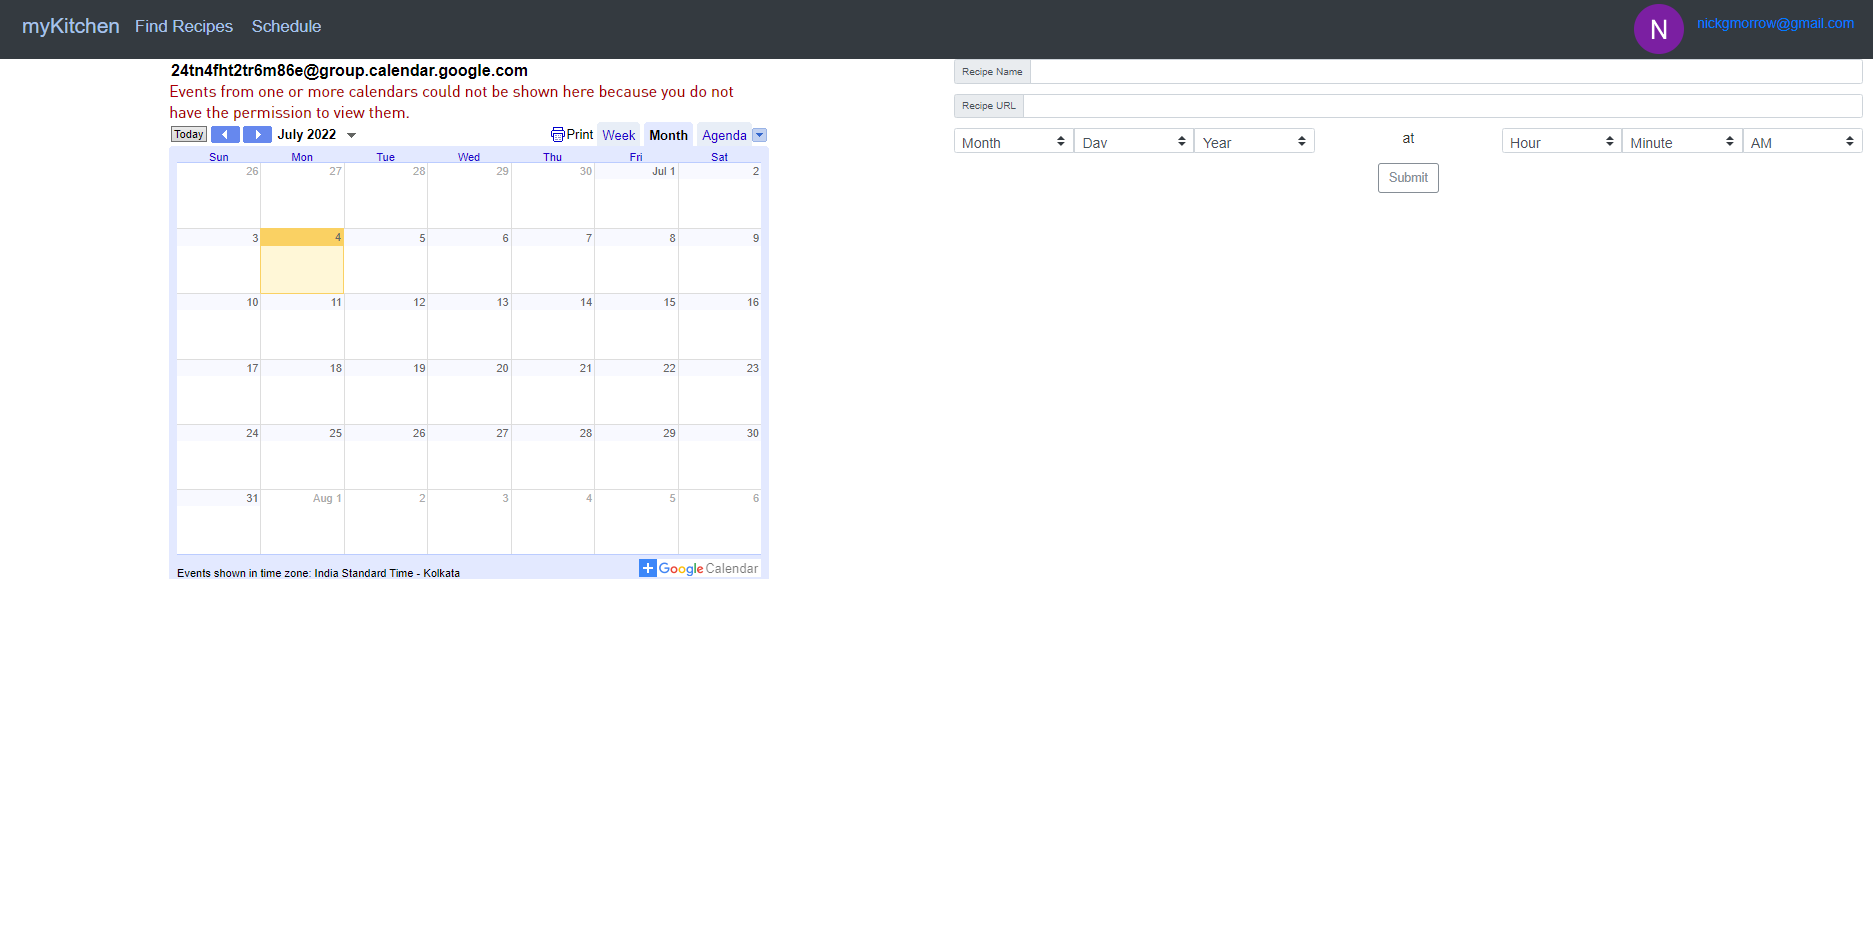 myKitchen Find Recipes Schedule
N nickgmorrow@gmail.com
24tn4fht2tr6m86e@group.calendar.google.com
Events from one or more calendars could not be shown here because you do not
have the permission to view them.
Today July 2022 Print Week Month Agenda
Sun Mon Tue Wed Thu Fri Sat
26 27 28 29 30 Jul 1 2
3 4 5 6 7 8 9
10 11 12 13 14 15 16
17 18 19 20 21 22 23
24 25 26 27 28 29 30
31 Aug 1 2 3 4 5 6
Events shown in time zone: India Standard Time - Kolkata
Google Calendar
Recipe Name
Recipe URL
Month Day Year at Hour Minute AM
Submit